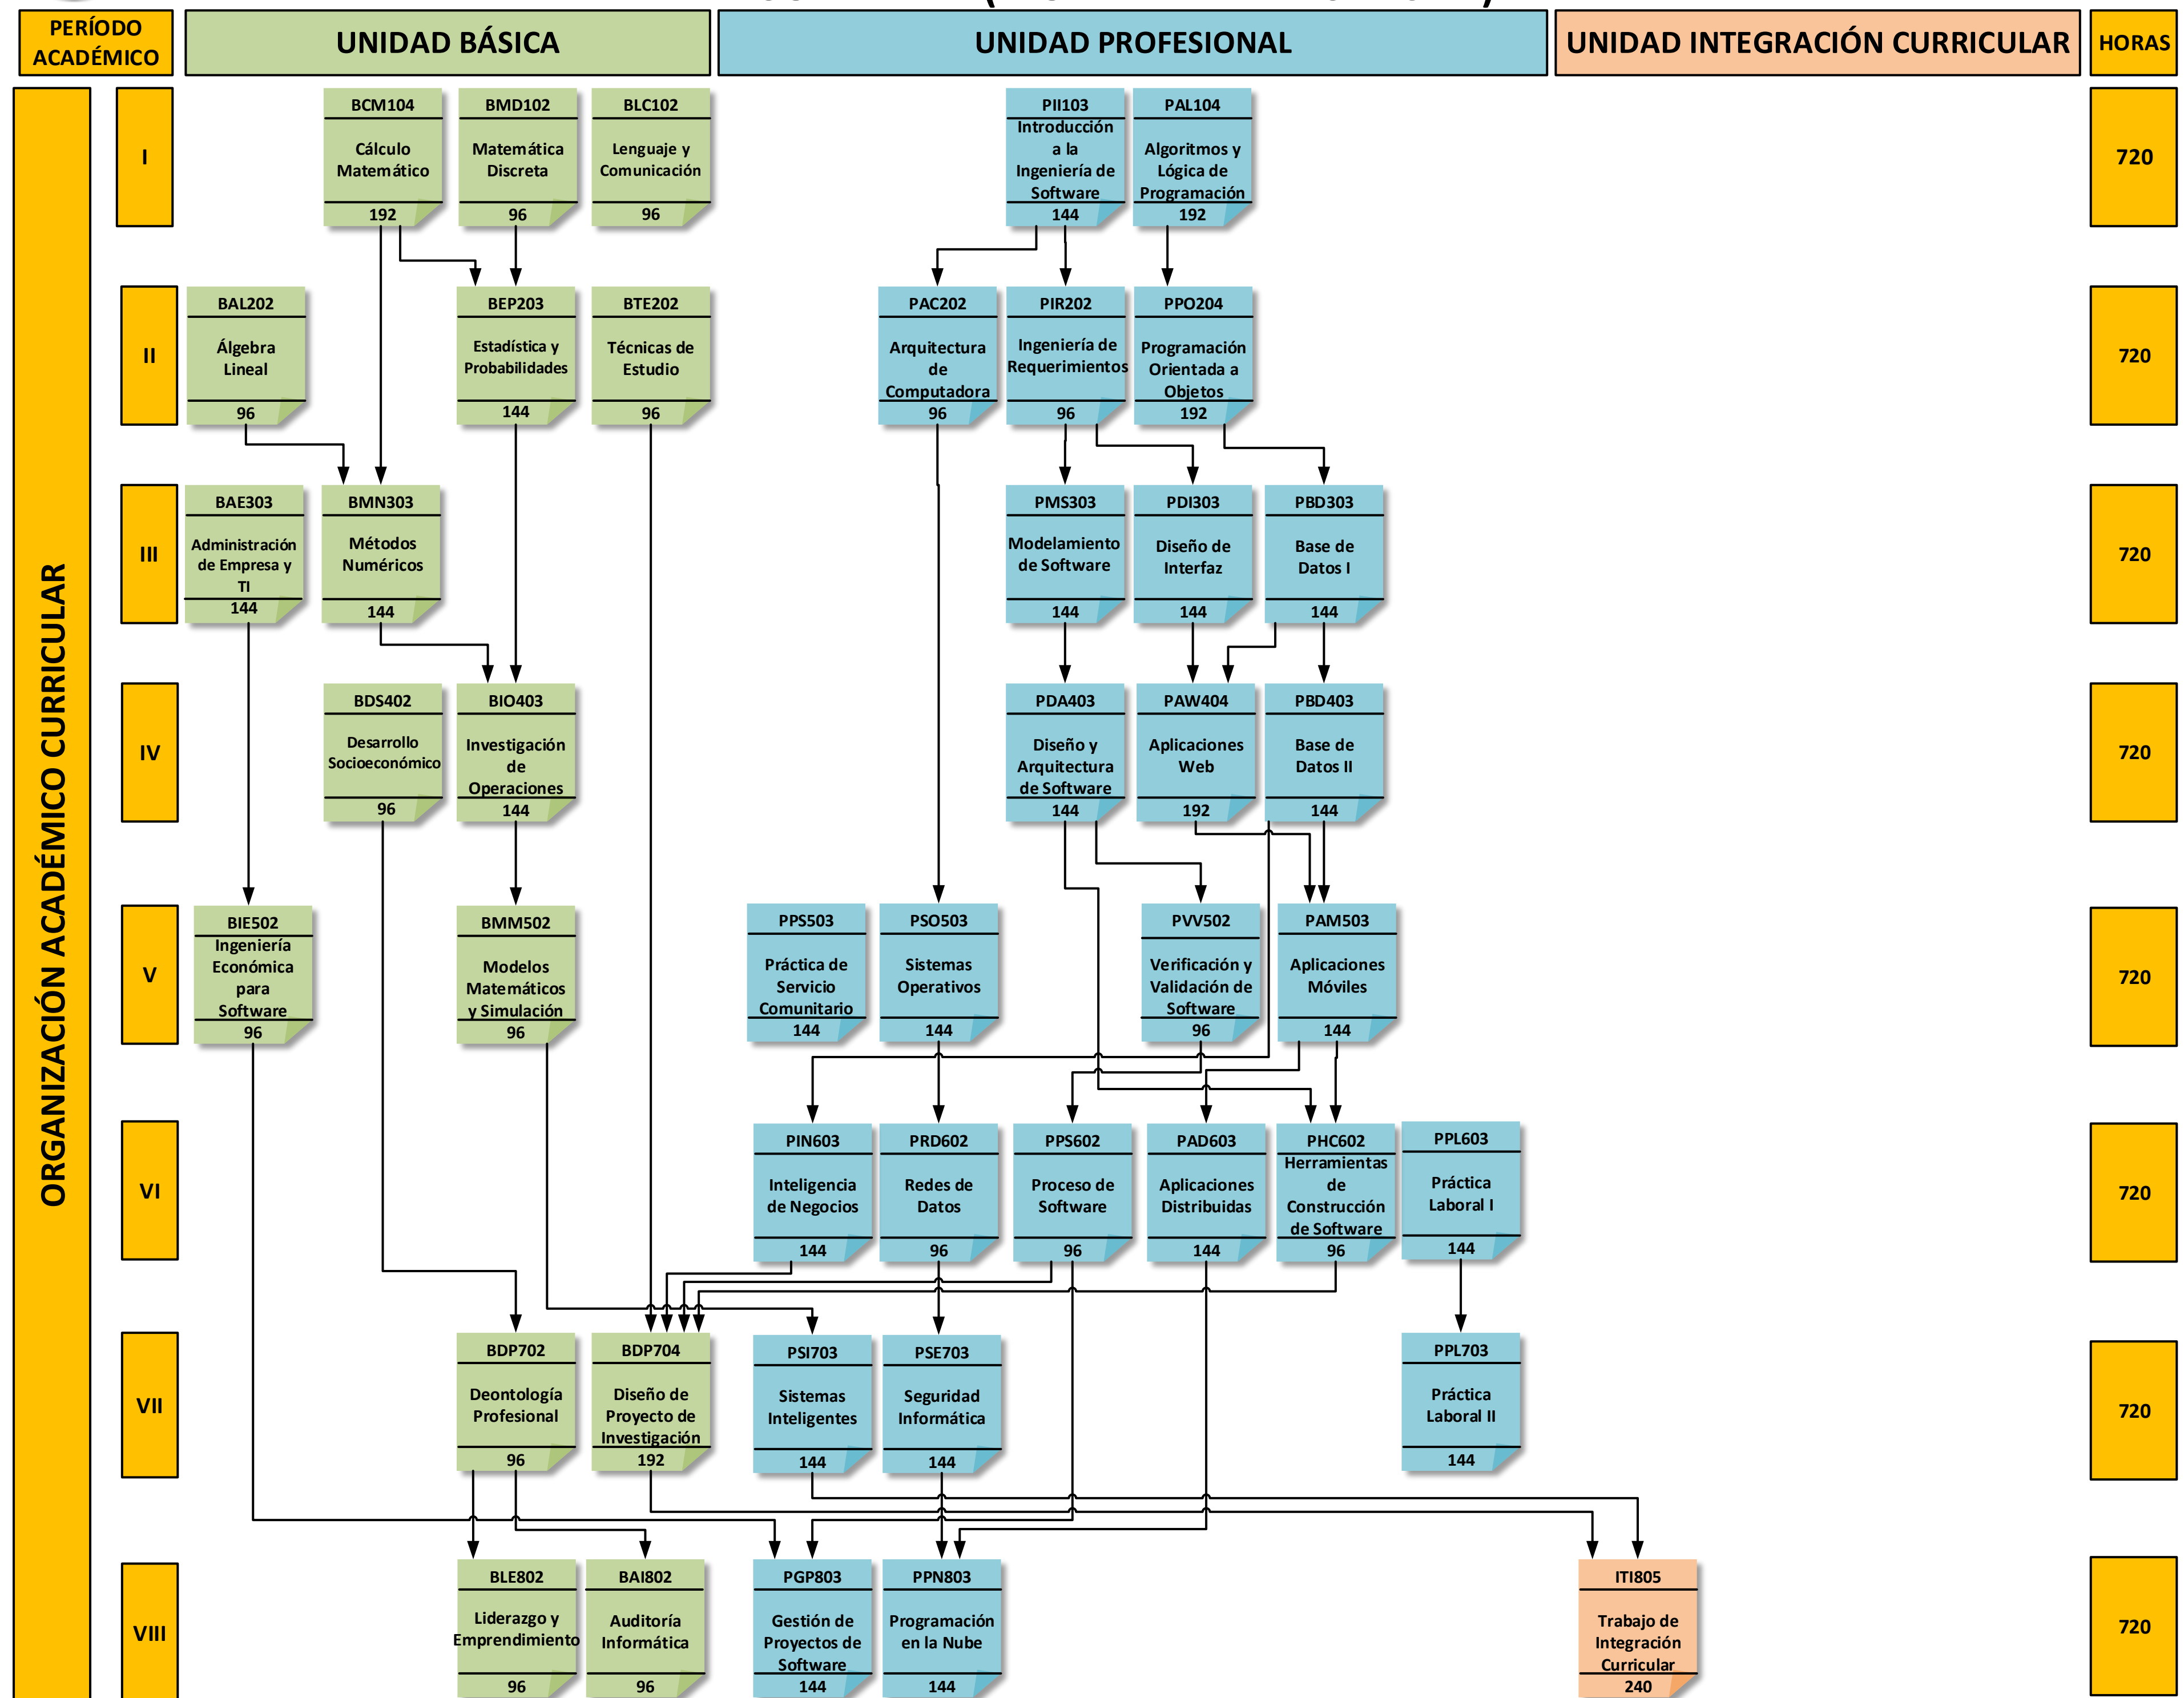 PERÍODO
ACADÉMICO
UNIDAD BÁSICA
UNIDAD PROFESIONAL
UNIDAD INTEGRACIÓN CURRICULAR
HORAS
ORGANIZACIÓN ACADÉMICO CURRICULAR
I
BCM104
Cálculo
Matemático
192
BMD102
Matemática
Discreta
96
BLC102
Lenguaje y
Comunicación
96
PII103
Introducción
a la
Ingeniería de
Software
144
PAL104
Algoritmos y
Lógica de
Programación
192
720
II
BAL202
Álgebra
Lineal
96
BEP203
Estadística y
Probabilidades
144
BTE202
Técnicas de
Estudio
96
PAC202
Arquitectura
de
Computadora
96
PIR202
Ingeniería de
Requerimientos
96
PPO204
Programación
Orientada a
Objetos
192
720
III
BAE303
Administración
de Empresa y
TI
144
BMN303
Métodos
Numéricos
144
PMS303
Modelamiento
de Software
144
PDI303
Diseño de
Interfaz
144
PBD303
Base de
Datos I
144
720
IV
BDS402
Desarrollo
Socioeconómico
96
BIO403
Investigación
de
Operaciones
144
PDA403
Diseño y
Arquitectura
de Software
144
PAW404
Aplicaciones
Web
192
PBD403
Base de
Datos II
144
720
V
BIE502
Ingeniería
Económica
para
Software
96
BMM502
Modelos
Matemáticos
y Simulación
96
PPS503
Práctica de
Servicio
Comunitario
144
PSO503
Sistemas
Operativos
144
PVV502
Verificación y
Validación de
Software
96
PAM503
Aplicaciones
Móviles
144
720
VI
PIN603
Inteligencia
de Negocios
144
PRD602
Redes de
Datos
96
PPS602
Proceso de
Software
96
PAD603
Aplicaciones
Distribuidas
144
PHC602
Herramientas
de
Construcción
de Software
96
PPL603
Práctica
Laboral I
144
720
VII
BDP702
Deontología
Profesional
96
BDP704
Diseño de
Proyecto de
Investigación
192
PSI703
Sistemas
Inteligentes
144
PSE703
Seguridad
Informática
144
PPL703
Práctica
Laboral II
144
720
VIII
BLE802
Liderazgo y
Emprendimiento
96
BAI802
Auditoría
Informática
96
PGP803
Gestión de
Proyectos de
Software
144
PPN803
Programación
en la Nube
144
ITI805
Trabajo de
Integración
Curricular
240
720